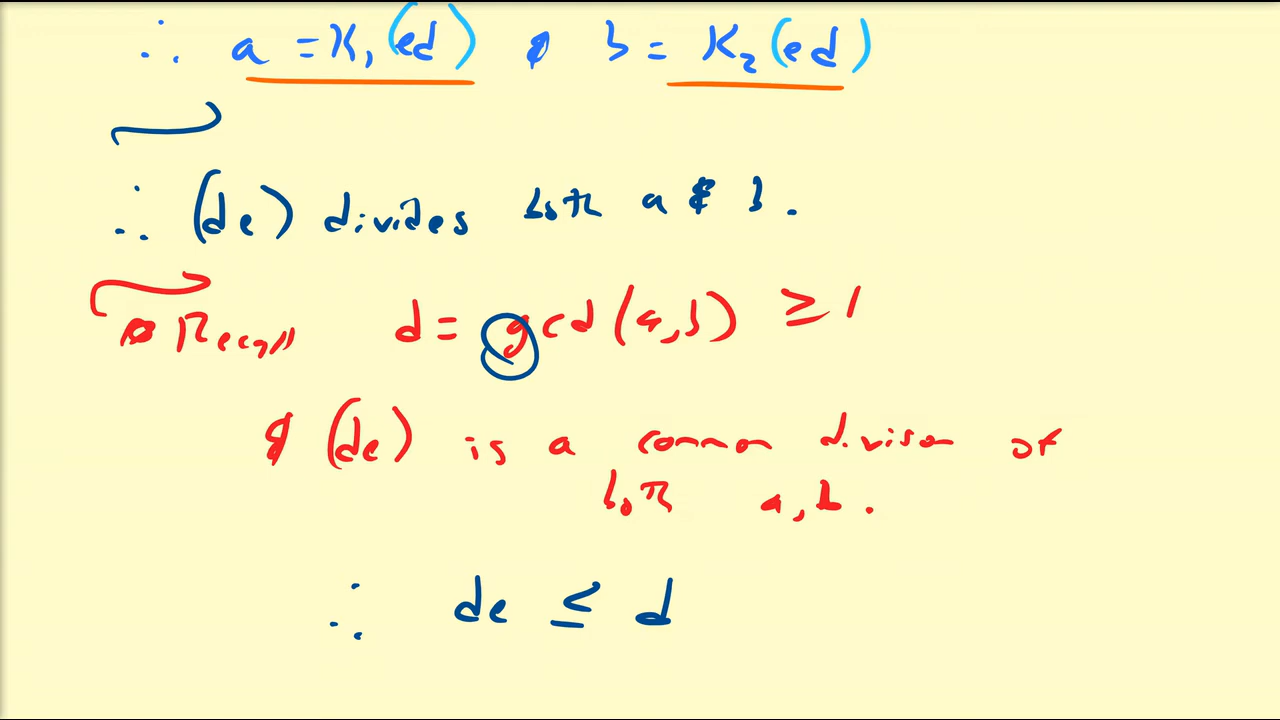 ∴ a = K₁(ed) & b = K₂(ed)
∴ (de) divides both a & b.
& Recall d = gcd(a,b) ≥ 1
& (de) is a common divisor of
both a, b.
∴ de ≤ d